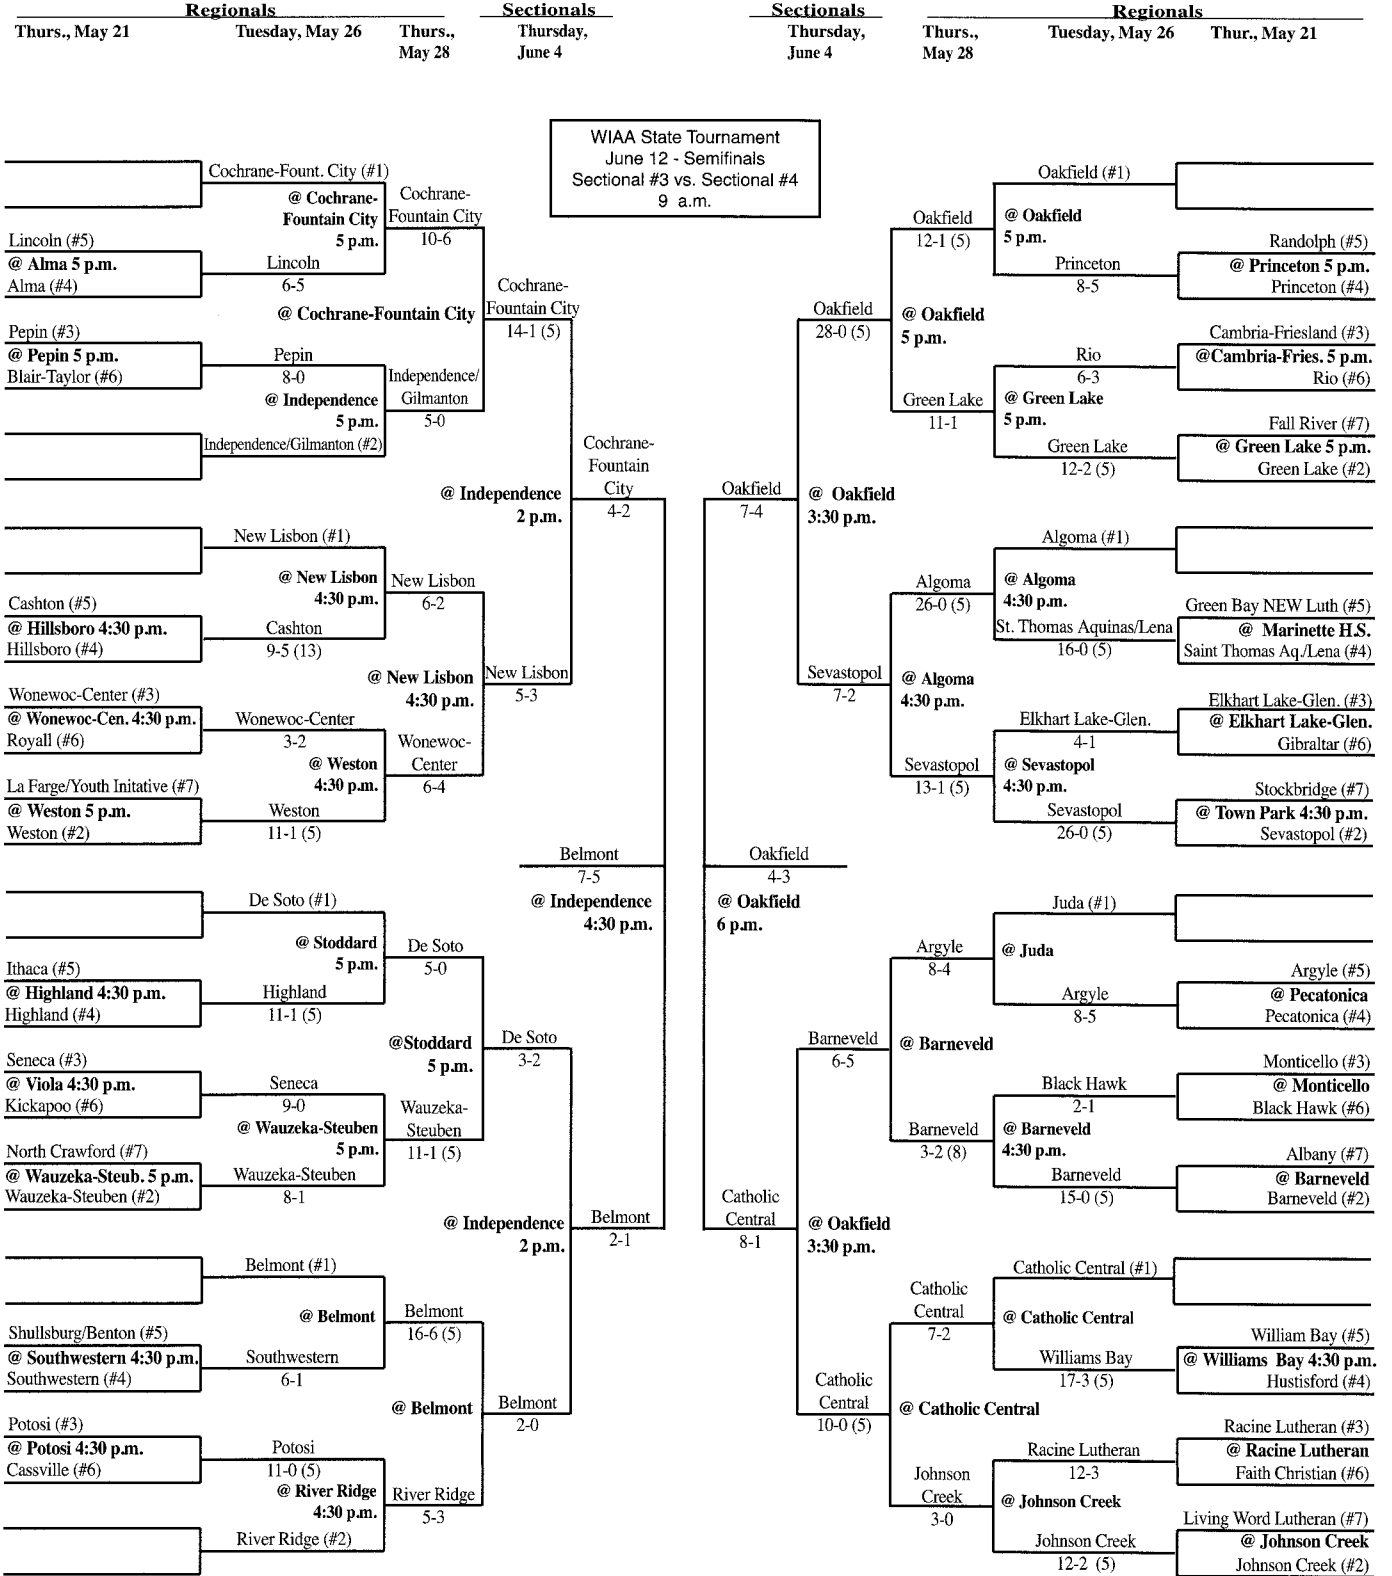 Regionals
Thurs., May 21
Tuesday, May 26
Thurs.,
May 28
Sectionals
Thursday,
June 4
Sectionals
Thursday,
June 4
Regionals
Thurs.,
May 28
Tuesday, May 26
Thur., May 21
WIAA State Tournament
June 12 - Semifinals
Sectional #3 vs. Sectional #4
9 a.m.
Cochrane-Fount. City (#1)
@ Cochrane-
Fountain City
5 p.m.
Cochrane-
Fountain City
10-6
Lincoln (#5)
@ Alma 5 p.m.
Alma (#4)
Lincoln
6-5
@ Cochrane-Fountain City
Cochrane-
Fountain City
14-1 (5)
Pepin (#3)
@ Pepin 5 p.m.
Blair-Taylor (#6)
Pepin
8-0
@ Independence
5 p.m.
Independence/
Gilmanton
5-0
Independence/Gilmanton (#2)
@ Independence
2 p.m.
Cochrane-
Fountain
City
4-2
New Lisbon (#1)
@ New Lisbon
4:30 p.m.
New Lisbon
6-2
Cashton (#5)
@ Hillsboro 4:30 p.m.
Hillsboro (#4)
Cashton
9-5 (13)
@ New Lisbon
4:30 p.m.
New Lisbon
5-3
Wonewoc-Center (#3)
@ Wonewoc-Cen. 4:30 p.m.
Royall (#6)
Wonewoc-Center
3-2
@ Weston
4:30 p.m.
Wonewoc-
Center
6-4
La Farge/Youth Initative (#7)
@ Weston 5 p.m.
Weston (#2)
Weston
11-1 (5)
Belmont
7-5
@ Independence
4:30 p.m.
De Soto (#1)
@ Stoddard
5 p.m.
De Soto
5-0
Ithaca (#5)
@ Highland 4:30 p.m.
Highland (#4)
Highland
11-1 (5)
@Stoddard
5 p.m.
De Soto
3-2
Seneca (#3)
@ Viola 4:30 p.m.
Kickapoo (#6)
Seneca
9-0
@ Wauzeka-Steuben
5 p.m.
Wauzeka-
Steuben
11-1 (5)
North Crawford (#7)
@ Wauzeka-Steub. 5 p.m.
Wauzeka-Steuben (#2)
Wauzeka-Steuben
8-1
@ Independence
2 p.m.
Belmont
2-1
Belmont (#1)
@ Belmont
Belmont
16-6 (5)
Shullsburg/Benton (#5)
@ Southwestern 4:30 p.m.
Southwestern (#4)
Southwestern
6-1
@ Belmont
Belmont
2-0
Potosi (#3)
@ Potosi 4:30 p.m.
Cassville (#6)
Potosi
11-0 (5)
@ River Ridge
4:30 p.m.
River Ridge
5-3
River Ridge (#2)
Oakfield (#1)
Oakfield
12-1 (5)
@ Oakfield
5 p.m.
Randolph (#5)
@ Princeton 5 p.m.
Princeton (#4)
Princeton
8-5
Oakfield
28-0 (5)
@ Oakfield
5 p.m.
Cambria-Friesland (#3)
@Cambria-Fries. 5 p.m.
Rio (#6)
Rio
6-3
Green Lake
11-1
@ Green Lake
5 p.m.
Fall River (#7)
@ Green Lake 5 p.m.
Green Lake (#2)
Green Lake
12-2 (5)
Oakfield
7-4
@ Oakfield
3:30 p.m.
Algoma (#1)
Algoma
26-0 (5)
@ Algoma
4:30 p.m.
Green Bay NEW Luth (#5)
@ Marinette H.S.
Saint Thomas Aq./Lena (#4)
St. Thomas Aquinas/Lena
16-0 (5)
Sevastopol
7-2
@ Algoma
4:30 p.m.
Elkhart Lake-Glen. (#3)
@ Elkhart Lake-Glen.
Gibraltar (#6)
Elkhart Lake-Glen.
4-1
Sevastopol
13-1 (5)
@ Sevastopol
4:30 p.m.
Stockbridge (#7)
@ Town Park 4:30 p.m.
Sevastopol (#2)
Sevastopol
26-0 (5)
Oakfield
4-3
@ Oakfield
6 p.m.
Juda (#1)
Argyle
8-4
@ Juda
Argyle (#5)
@ Pecatonica
Pecatonica (#4)
Argyle
8-5
Barneveld
6-5
@ Barneveld
Monticello (#3)
@ Monticello
Black Hawk (#6)
Black Hawk
2-1
Barneveld
3-2 (8)
@ Barneveld
4:30 p.m.
Albany (#7)
@ Barneveld
Barneveld (#2)
Barneveld
15-0 (5)
Catholic
Central
8-1
@ Oakfield
3:30 p.m.
Catholic Central (#1)
Catholic
Central
7-2
@ Catholic Central
William Bay (#5)
@ Williams Bay 4:30 p.m.
Hustisford (#4)
Williams Bay
17-3 (5)
Catholic
Central
10-0 (5)
@ Catholic Central
Racine Lutheran (#3)
@ Racine Lutheran
Faith Christian (#6)
Racine Lutheran
12-3
Johnson
Creek
3-0
@ Johnson Creek
Living Word Lutheran (#7)
@ Johnson Creek
Johnson Creek (#2)
Johnson Creek
12-2 (5)